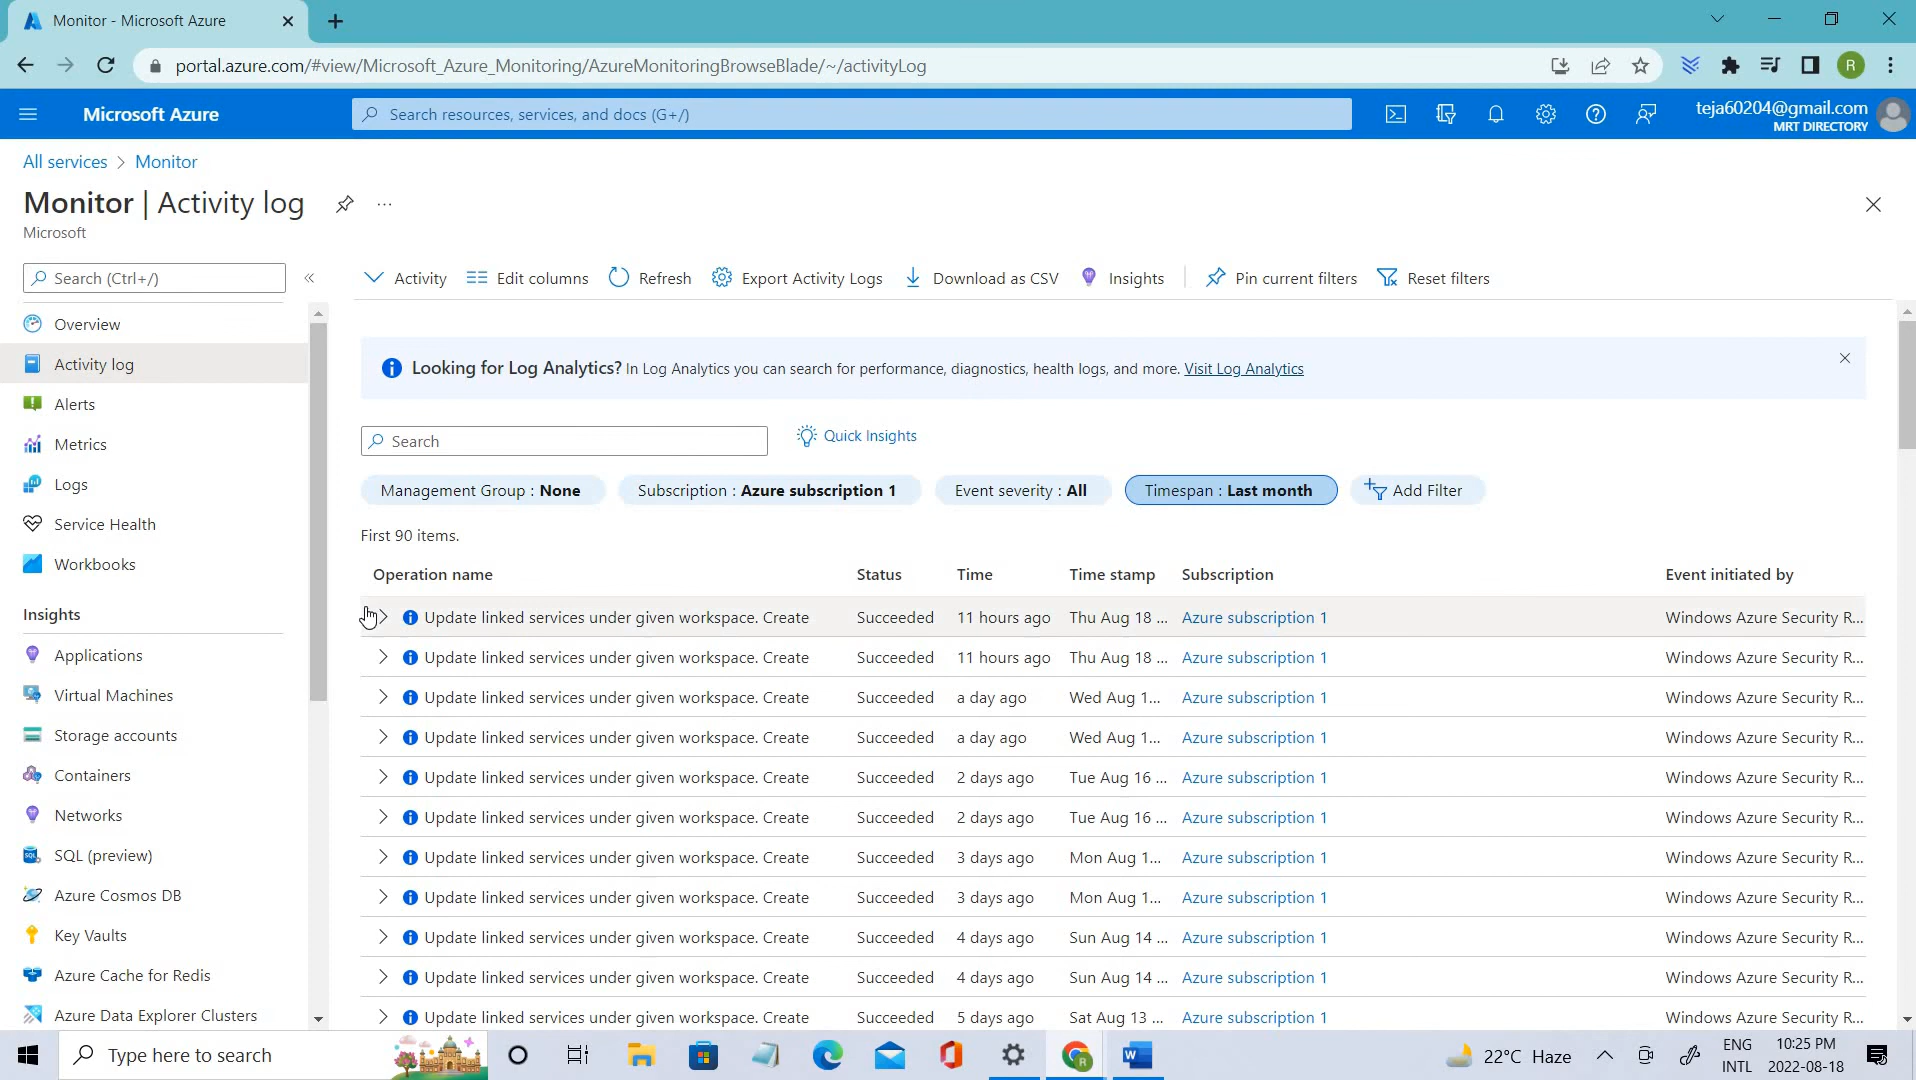 Monitor - Microsoft Azure
portal.azure.com/#view/Microsoft_Azure_Monitoring/AzureMonitoringBrowseBlade/~/activityLog
R
Microsoft Azure
Search resources, services, and docs (G+/)
teja60204@gmail.com
MRT DIRECTORY
All services > Monitor
Monitor | Activity log
Microsoft
Search (Ctrl+/)
Overview
Activity log
Alerts
Metrics
Logs
Service Health
Workbooks
Insights
Applications
Virtual Machines
Storage accounts
Containers
Networks
SQL (preview)
Azure Cosmos DB
Key Vaults
Azure Cache for Redis
Azure Data Explorer Clusters
Activity Edit columns Refresh Export Activity Logs Download as CSV Insights Pin current filters Reset filters
Looking for Log Analytics? In Log Analytics you can search for performance, diagnostics, health logs, and more. Visit Log Analytics
Search Quick Insights
Management Group : None Subscription : Azure subscription 1 Event severity : All Timespan : Last month Add Filter
First 90 items.
Operation name Status Time Time stamp Subscription Event initiated by
Update linked services under given workspace. Create Succeeded 11 hours ago Thu Aug 18 ... Azure subscription 1 Windows Azure Security R...
Update linked services under given workspace. Create Succeeded 11 hours ago Thu Aug 18 ... Azure subscription 1 Windows Azure Security R...
Update linked services under given workspace. Create Succeeded a day ago Wed Aug 1... Azure subscription 1 Windows Azure Security R...
Update linked services under given workspace. Create Succeeded a day ago Wed Aug 1... Azure subscription 1 Windows Azure Security R...
Update linked services under given workspace. Create Succeeded 2 days ago Tue Aug 16 ... Azure subscription 1 Windows Azure Security R...
Update linked services under given workspace. Create Succeeded 2 days ago Tue Aug 16 ... Azure subscription 1 Windows Azure Security R...
Update linked services under given workspace. Create Succeeded 3 days ago Mon Aug 1... Azure subscription 1 Windows Azure Security R...
Update linked services under given workspace. Create Succeeded 3 days ago Mon Aug 1... Azure subscription 1 Windows Azure Security R...
Update linked services under given workspace. Create Succeeded 4 days ago Sun Aug 14 ... Azure subscription 1 Windows Azure Security R...
Update linked services under given workspace. Create Succeeded 4 days ago Sun Aug 14 ... Azure subscription 1 Windows Azure Security R...
Update linked services under given workspace. Create Succeeded 5 days ago Sat Aug 13 ... Azure subscription 1 Windows Azure Security R...
Type here to search
22°C Haze
ENG
INTL
10:25 PM
2022-08-18